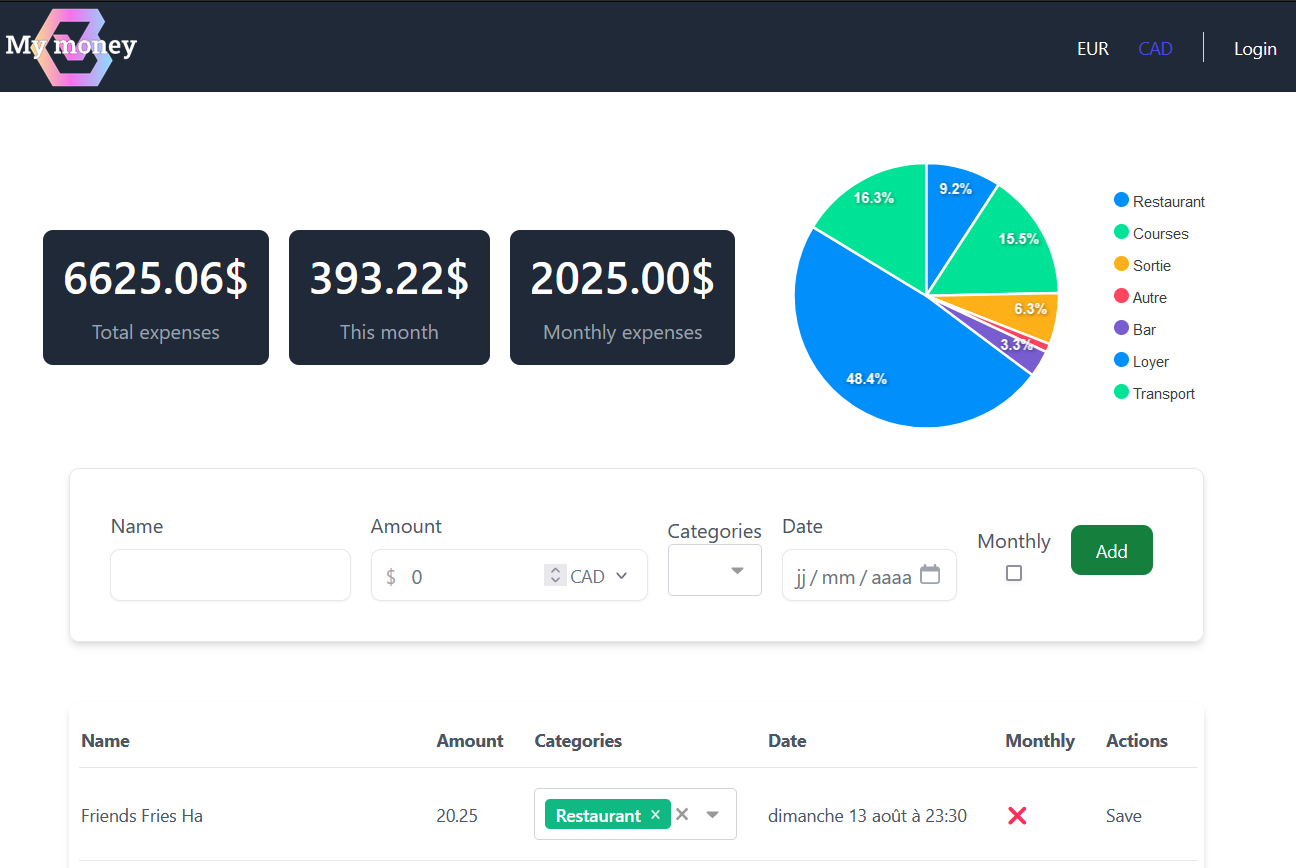 My money
EUR CAD Login
6625.06$
Total expenses
393.22$
This month
2025.00$
Monthly expenses
9.2%
15.5%
6.3%
3.3%
48.4%
16.3%
Restaurant
Courses
Sortie
Autre
Bar
Loyer
Transport
Name
Amount
$ 0 CAD
Categories
Date
jj / mm / aaaa
Monthly
Add
Name Amount Categories Date Monthly Actions
Friends Fries Ha 20.25 Restaurant dimanche 13 août à 23:30 Save